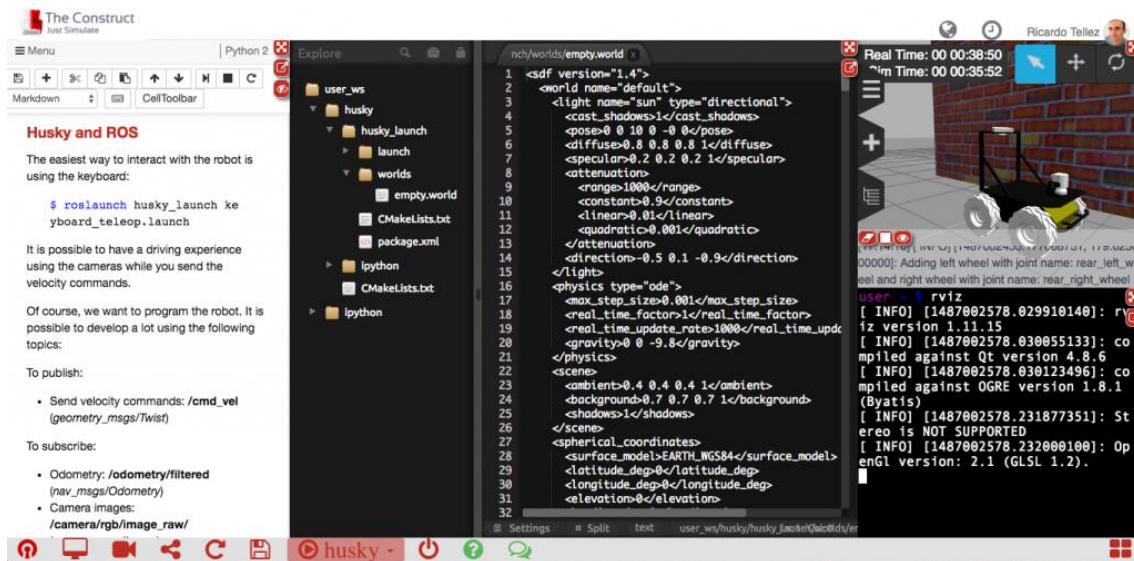 The Construct
Just Simulate
Ricardo Tellez
Menu
Python 2
Markdown
CellToolbar
Husky and ROS
The easiest way to interact with the robot is
using the keyboard:
$ roslaunch husky_launch ke
yboard_teleop.launch
It is possible to have a driving experience
using the cameras while you send the
velocity commands.
Of course, we want to program the robot. It is
possible to develop a lot using the following
topics:
To publish:
• Send velocity commands: /cmd_vel
(geometry_msgs/Twist)
To subscribe:
• Odometry: /odometry/filtered
(nav_msgs/Odometry)
• Camera images:
/camera/rgb/image_raw/
Explore
user_ws
husky
husky_launch
launch
worlds
empty.world
CMakeLists.txt
package.xml
ipython
CMakeLists.txt
ipython
nch/worlds/empty.world
1 <sdf version="1.4">
2 <world name="default">
3 <light name="sun" type="directional">
4 <cast_shadows>1</cast_shadows>
5 <pose>0 0 10 0 -0 0</pose>
6 <diffuse>0.8 0.8 0.8 1</diffuse>
7 <specular>0.2 0.2 0.2 1</specular>
8 <attenuation>
9 <range>1000</range>
10 <constant>0.9</constant>
11 <linear>0.01</linear>
12 <quadratic>0.001</quadratic>
13 </attenuation>
14 <direction>-0.5 0.1 -0.9</direction>
15 </light>
16 <physics type="ode">
17 <max_step_size>0.001</max_step_size>
18 <real_time_factor>1</real_time_factor>
19 <real_time_update_rate>1000</real_time_upda
20 <gravity>0 0 -9.8</gravity>
21 </physics>
22 <scene>
23 <ambient>0.4 0.4 0.4 1</ambient>
24 <background>0.7 0.7 0.7 1</background>
25 <shadows>1</shadows>
26 </scene>
27 <spherical_coordinates>
28 <surface_model>EARTH_WGS84</surface_model>
29 <latitude_deg>0</latitude_deg>
30 <longitude_deg>0</longitude_deg>
31 <elevation>0</elevation>
32
Settings
Split
text
user_ws/husky/husky
Real Time: 00 00:38:50
Sim Time: 00 00:35:52
00000]: Adding left wheel with joint name: rear_left_w
eel and right wheel with joint name: rear_right_wheel
user ~ $ rviz
[ INFO] [1487002578.029910140]: rv
iz version 1.11.15
[ INFO] [1487002578.030055133]: co
mpiled against Qt version 4.8.6
[ INFO] [1487002578.030123496]: co
mpiled against OGRE version 1.8.1
(Byatis)
[ INFO] [1487002578.231877351]: St
ereo is NOT SUPPORTED
[ INFO] [1487002578.232000100]: Op
enGl version: 2.1 (GLSL 1.2).
husky